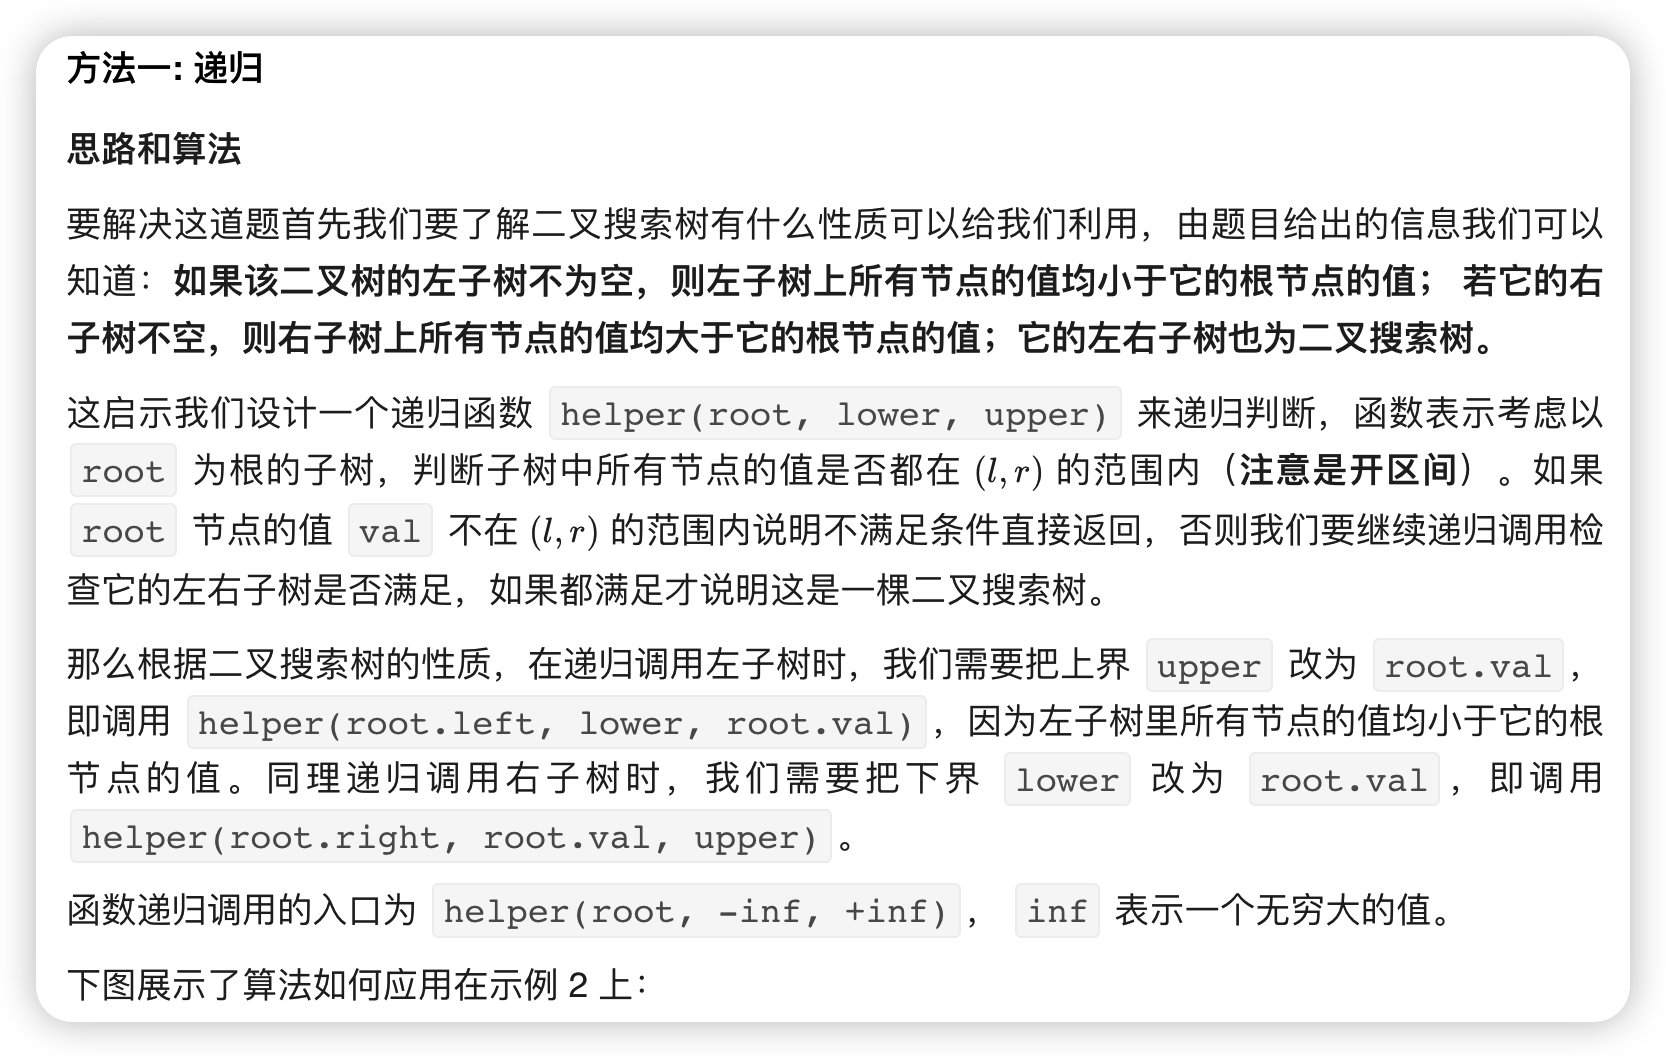 方法一: 递归
思路和算法
要解决这道题首先我们要了解二叉搜索树有什么性质可以给我们利用，由题目给出的信息我们可以
知道：如果该二叉树的左子树不为空，则左子树上所有节点的值均小于它的根节点的值； 若它的右
子树不空，则右子树上所有节点的值均大于它的根节点的值；它的左右子树也为二叉搜索树。
这启示我们设计一个递归函数 helper(root, lower, upper) 来递归判断，函数表示考虑以
root 为根的子树，判断子树中所有节点的值是否都在 (l,r) 的范围内（注意是开区间）。如果
root 节点的值 val 不在 (l,r) 的范围内说明不满足条件直接返回，否则我们要继续递归调用检
查它的左右子树是否满足，如果都满足才说明这是一棵二叉搜索树。
那么根据二叉搜索树的性质，在递归调用左子树时，我们需要把上界 upper 改为 root.val，
即调用 helper(root.left, lower, root.val)，因为左子树里所有节点的值均小于它的根
节点的值。同理递归调用右子树时，我们需要把下界 lower 改为 root.val，即调用
helper(root.right, root.val, upper)。
函数递归调用的入口为 helper(root, -inf, +inf)， inf 表示一个无穷大的值。
下图展示了算法如何应用在示例 2 上：